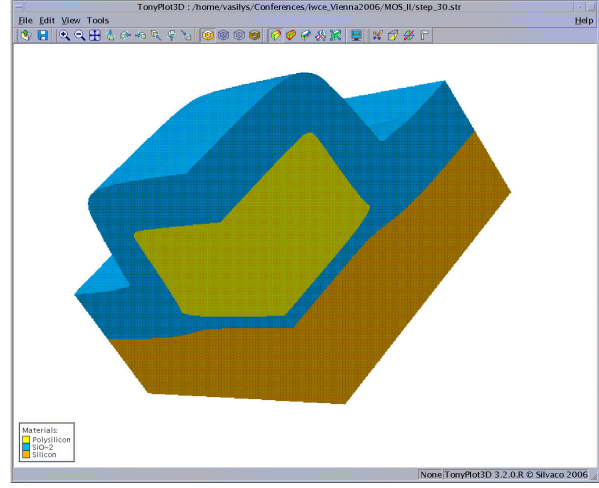 TonyPlot3D : /home/vasilys/Conferences/iwce_Vienna2006/MOS_II/step_30.str
File Edit View Tools Help
Materials:
Polysilicon
SiO~2
Silicon
None TonyPlot3D 3.2.0.R © Silvaco 2006